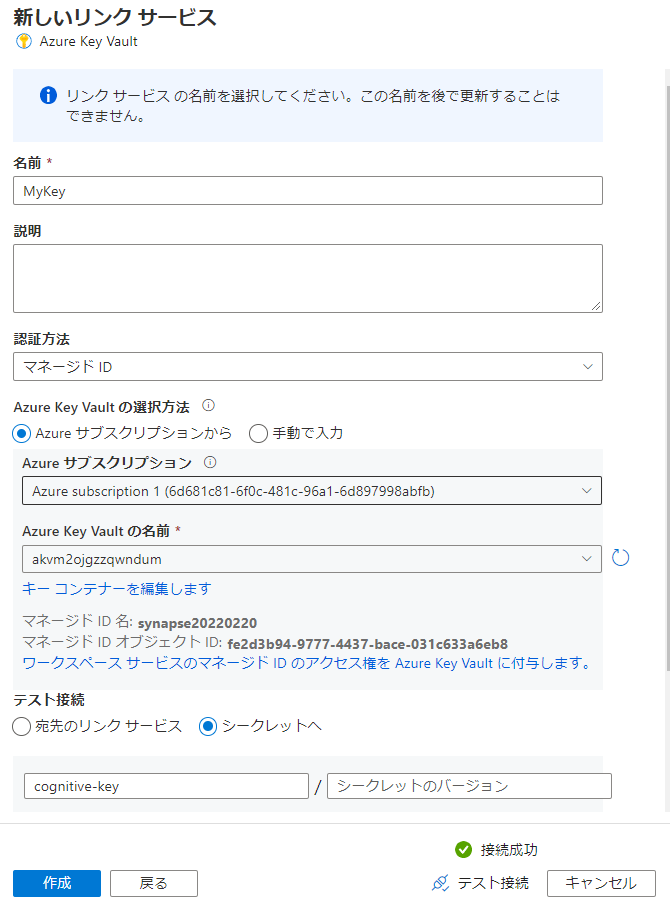 新しいリンク サービス
Azure Key Vault
リンク サービス の名前を選択してください。この名前を後で更新することは
できません。
名前 *
MyKey
説明
認証方法
マネージド ID
Azure Key Vault の選択方法
Azure サブスクリプションから 手動で入力
Azure サブスクリプション
Azure subscription 1 (6d681c81-6f0c-481c-96a1-6d897998abfb)
Azure Key Vault の名前 *
akvm2ojgzzqwndum
キー コンテナーを編集します
マネージド ID 名: synapse20220220
マネージド ID オブジェクト ID: fe2d3b94-9777-4437-bace-031c633a6eb8
ワークスペース サービスのマネージド ID のアクセス権を Azure Key Vault に付与します。
テスト接続
宛先のリンク サービス シークレットへ
cognitive-key / シークレットのバージョン
接続成功
作成 戻る テスト接続 キャンセル